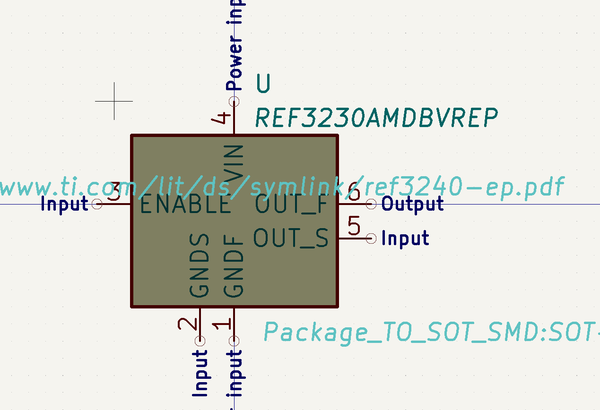 Power inp
U
4
REF3230AMDBVREP
VIN
www.ti.com/lit/ds/symlink/ref3240-ep.pdf
3
6
Input
ENABLE
OUT_F
Output
5
OUT_S
Input
GNDS
GNDF
2
1
Package_TO_SOT_SMD:SOT-
Input
r input